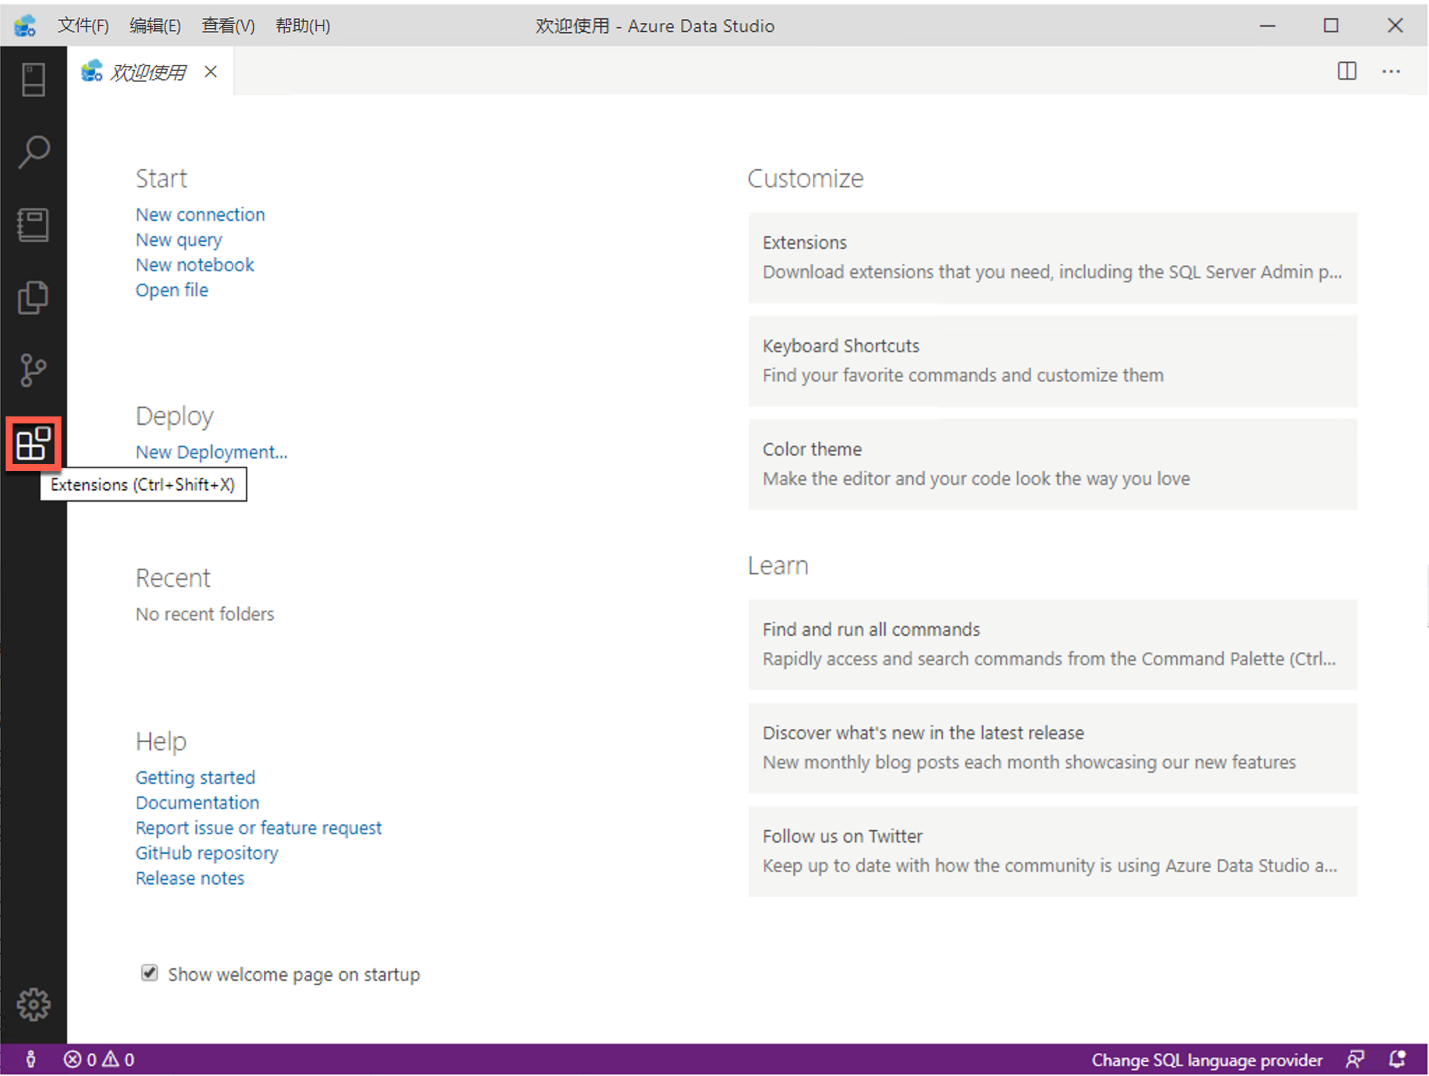 文件(F) 编辑(E) 查看(V) 帮助(H) 欢迎使用 - Azure Data Studio
欢迎使用
Start
New connection
New query
New notebook
Open file
Deploy
New Deployment...
Extensions (Ctrl+Shift+X)
Recent
No recent folders
Help
Getting started
Documentation
Report issue or feature request
GitHub repository
Release notes
Show welcome page on startup
Customize
Extensions
Download extensions that you need, including the SQL Server Admin p...
Keyboard Shortcuts
Find your favorite commands and customize them
Color theme
Make the editor and your code look the way you love
Learn
Find and run all commands
Rapidly access and search commands from the Command Palette (Ctrl...
Discover what's new in the latest release
New monthly blog posts each month showcasing our new features
Follow us on Twitter
Keep up to date with how the community is using Azure Data Studio a...
0 0 Change SQL language provider